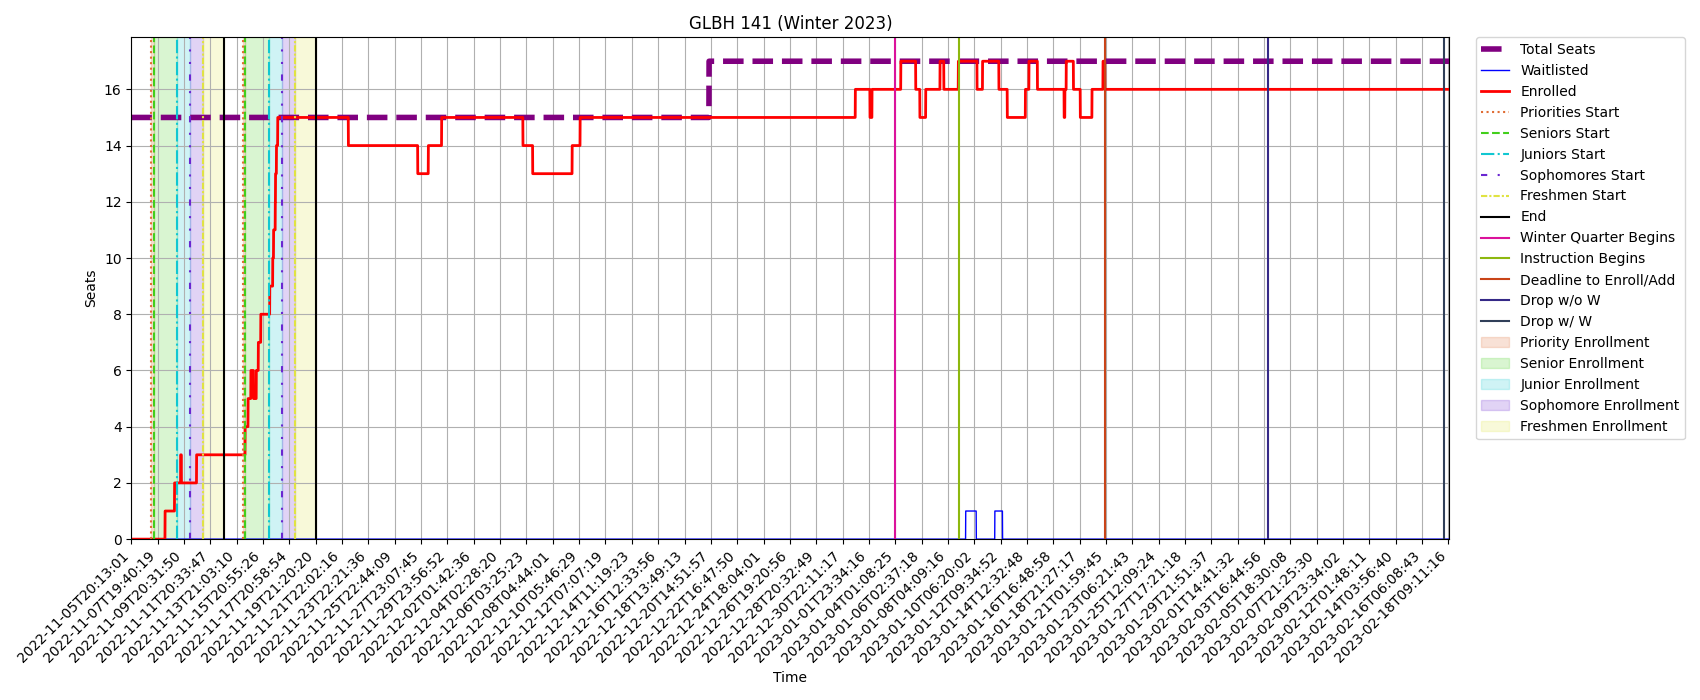 GLBH 141 (Winter 2023)
Seats
16
14
12
10
8
6
4
2
0
2022-11-05T20:13:01
2022-11-07T19:40:19
2022-11-09T20:31:50
2022-11-11T20:33:47
2022-11-13T21:03:10
2022-11-15T20:55:26
2022-11-17T20:58:54
2022-11-19T21:20:20
2022-11-21T22:02:16
2022-11-23T22:21:36
2022-11-25T22:44:09
2022-11-27T23:07:45
2022-11-29T23:56:52
2022-12-04T01:42:36
2022-12-04T02:28:20
2022-12-06T03:25:23
2022-12-08T04:44:01
2022-12-10T05:46:29
2022-12-12T07:07:19
2022-12-14T11:19:23
2022-12-16T12:33:56
2022-12-18T13:49:13
2022-12-20T14:51:57
2022-12-22T16:47:50
2022-12-24T18:04:01
2022-12-26T19:20:56
2022-12-28T20:32:49
2022-12-30T22:11:17
2023-01-01T23:34:16
2023-01-04T01:08:25
2023-01-06T02:37:18
2023-01-08T04:09:16
2023-01-10T06:20:02
2023-01-12T09:34:52
2023-01-14T12:32:48
2023-01-16T16:48:58
2023-01-18T21:27:17
2023-01-21T01:59:45
2023-01-23T06:21:43
2023-01-25T12:09:24
2023-01-27T17:21:18
2023-01-29T21:51:37
2023-02-01T14:41:32
2023-02-03T16:44:56
2023-02-05T18:30:08
2023-02-07T21:25:30
2023-02-09T23:34:02
2023-02-12T01:48:11
2023-02-14T03:56:40
2023-02-16T06:08:43
2023-02-18T09:11:16
Time
Total Seats
Waitlisted
Enrolled
Priorities Start
Seniors Start
Juniors Start
Sophomores Start
Freshmen Start
End
Winter Quarter Begins
Instruction Begins
Deadline to Enroll/Add
Drop w/o W
Drop w/ W
Priority Enrollment
Senior Enrollment
Junior Enrollment
Sophomore Enrollment
Freshmen Enrollment